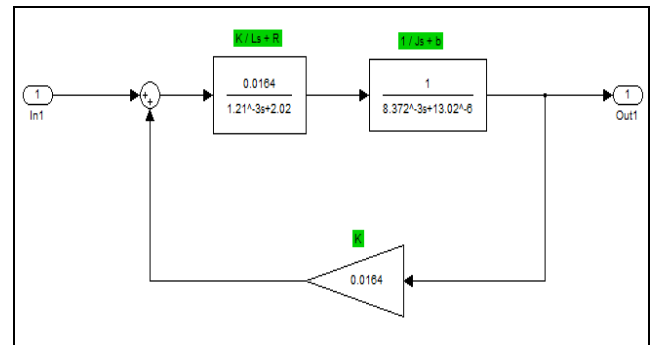 K / Ls + R
1 / Js + b
1
In1
+
+
0.0164
1.21^-3s+2.02
1
8.372^-3s+13.02^-6
1
Out1
K
0.0164